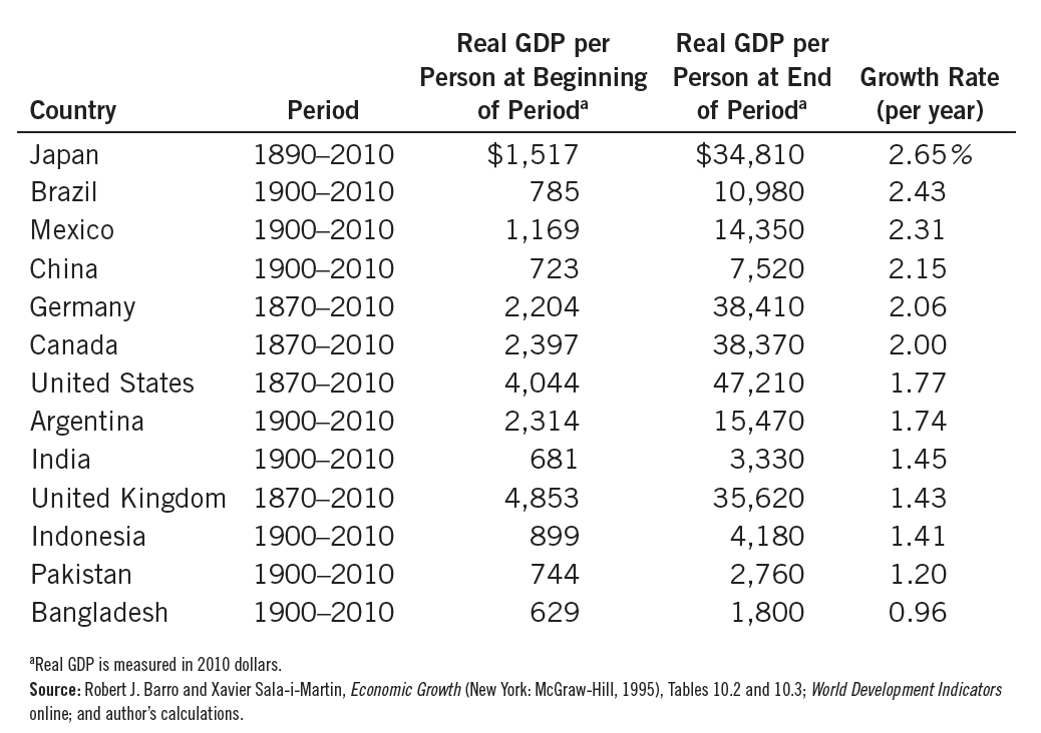 Real GDP per Real GDP per
Person at Beginning Person at End Growth Rate
Country Period of Periodᵃ of Periodᵃ (per year)
Japan 1890–2010 $1,517 $34,810 2.65%
Brazil 1900–2010 785 10,980 2.43
Mexico 1900–2010 1,169 14,350 2.31
China 1900–2010 723 7,520 2.15
Germany 1870–2010 2,204 38,410 2.06
Canada 1870–2010 2,397 38,370 2.00
United States 1870–2010 4,044 47,210 1.77
Argentina 1900–2010 2,314 15,470 1.74
India 1900–2010 681 3,330 1.45
United Kingdom 1870–2010 4,853 35,620 1.43
Indonesia 1900–2010 899 4,180 1.41
Pakistan 1900–2010 744 2,760 1.20
Bangladesh 1900–2010 629 1,800 0.96
ᵃReal GDP is measured in 2010 dollars.
Source: Robert J. Barro and Xavier Sala-i-Martin, Economic Growth (New York: McGraw-Hill, 1995), Tables 10.2 and 10.3; World Development Indicators
online; and author’s calculations.